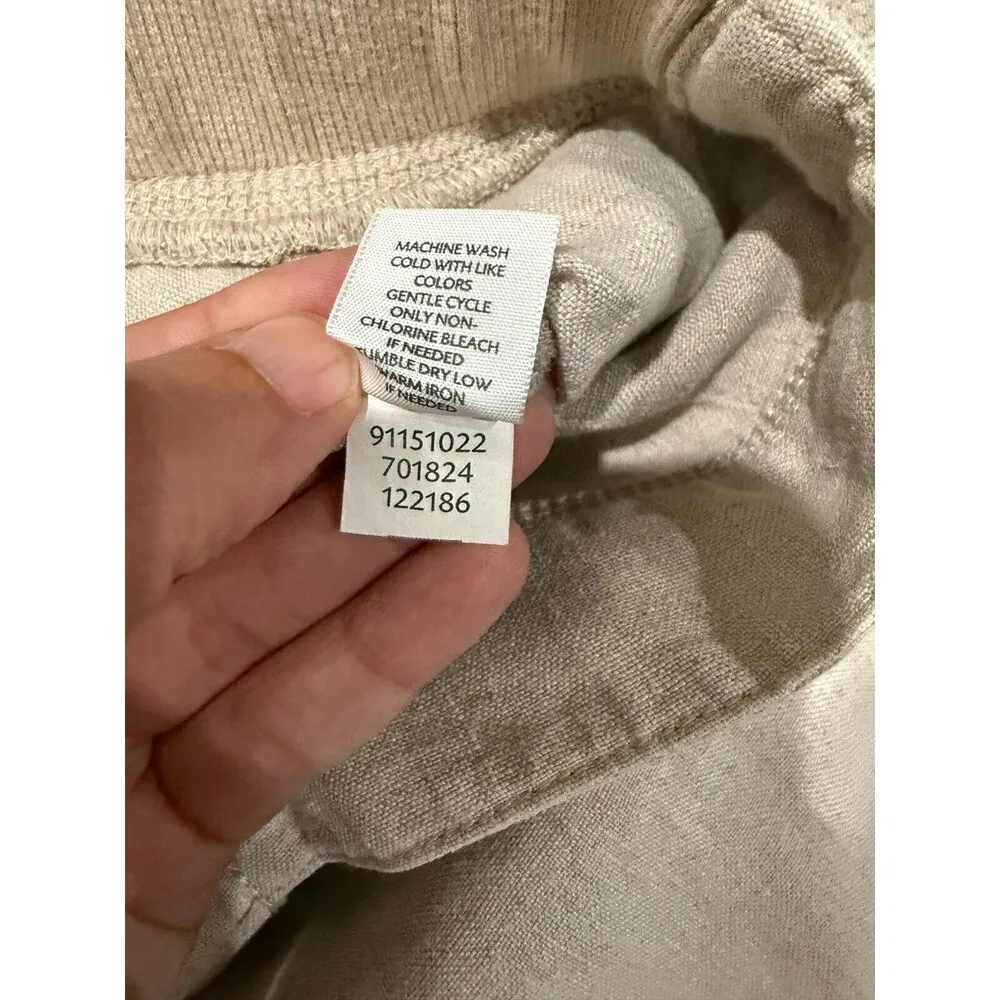 MACHINE WASH
COLD WITH LIKE
COLORS
GENTLE CYCLE
ONLY NON-
CHLORINE BLEACH
IF NEEDED
TUMBLE DRY LOW
WARM IRON
IF NEEDED
91151022
701824
122186